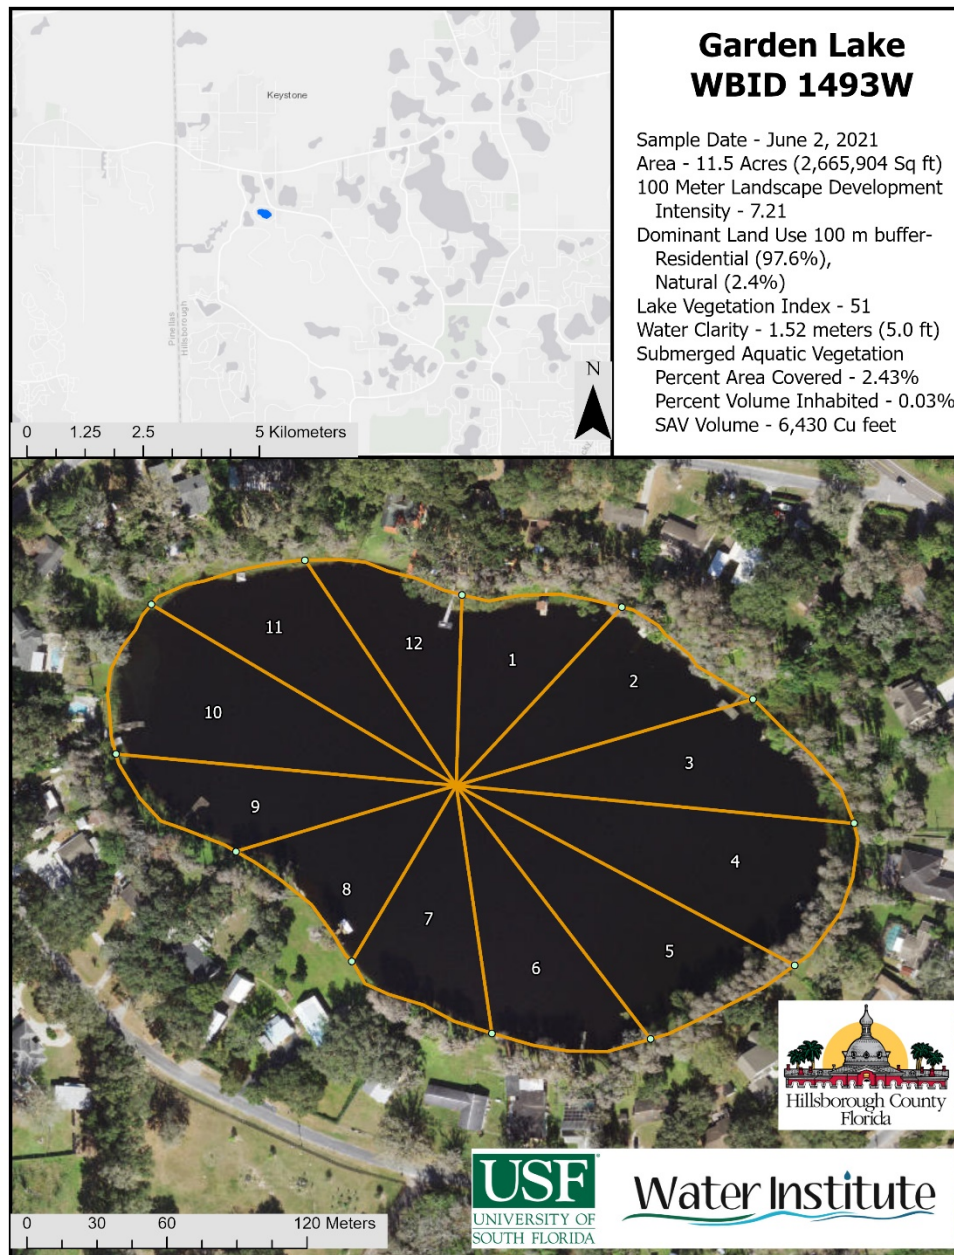 Garden Lake
WBID 1493W
Sample Date - June 2, 2021
Area - 11.5 Acres (2,665,904 Sq ft)
100 Meter Landscape Development
Intensity - 7.21
Dominant Land Use 100 m buffer-
Residential (97.6%),
Natural (2.4%)
Lake Vegetation Index - 51
Water Clarity - 1.52 meters (5.0 ft)
Submerged Aquatic Vegetation
Percent Area Covered - 2.43%
Percent Volume Inhabited - 0.03%
SAV Volume - 6,430 Cu feet
Keystone
Pinellas
Hillsborough
N
0 1.25 2.5 5 Kilometers
11
12
1
2
10
3
9
4
8
7
5
6
Hillsborough County
Florida
USF
UNIVERSITY OF
SOUTH FLORIDA
Water Institute
0 30 60 120 Meters